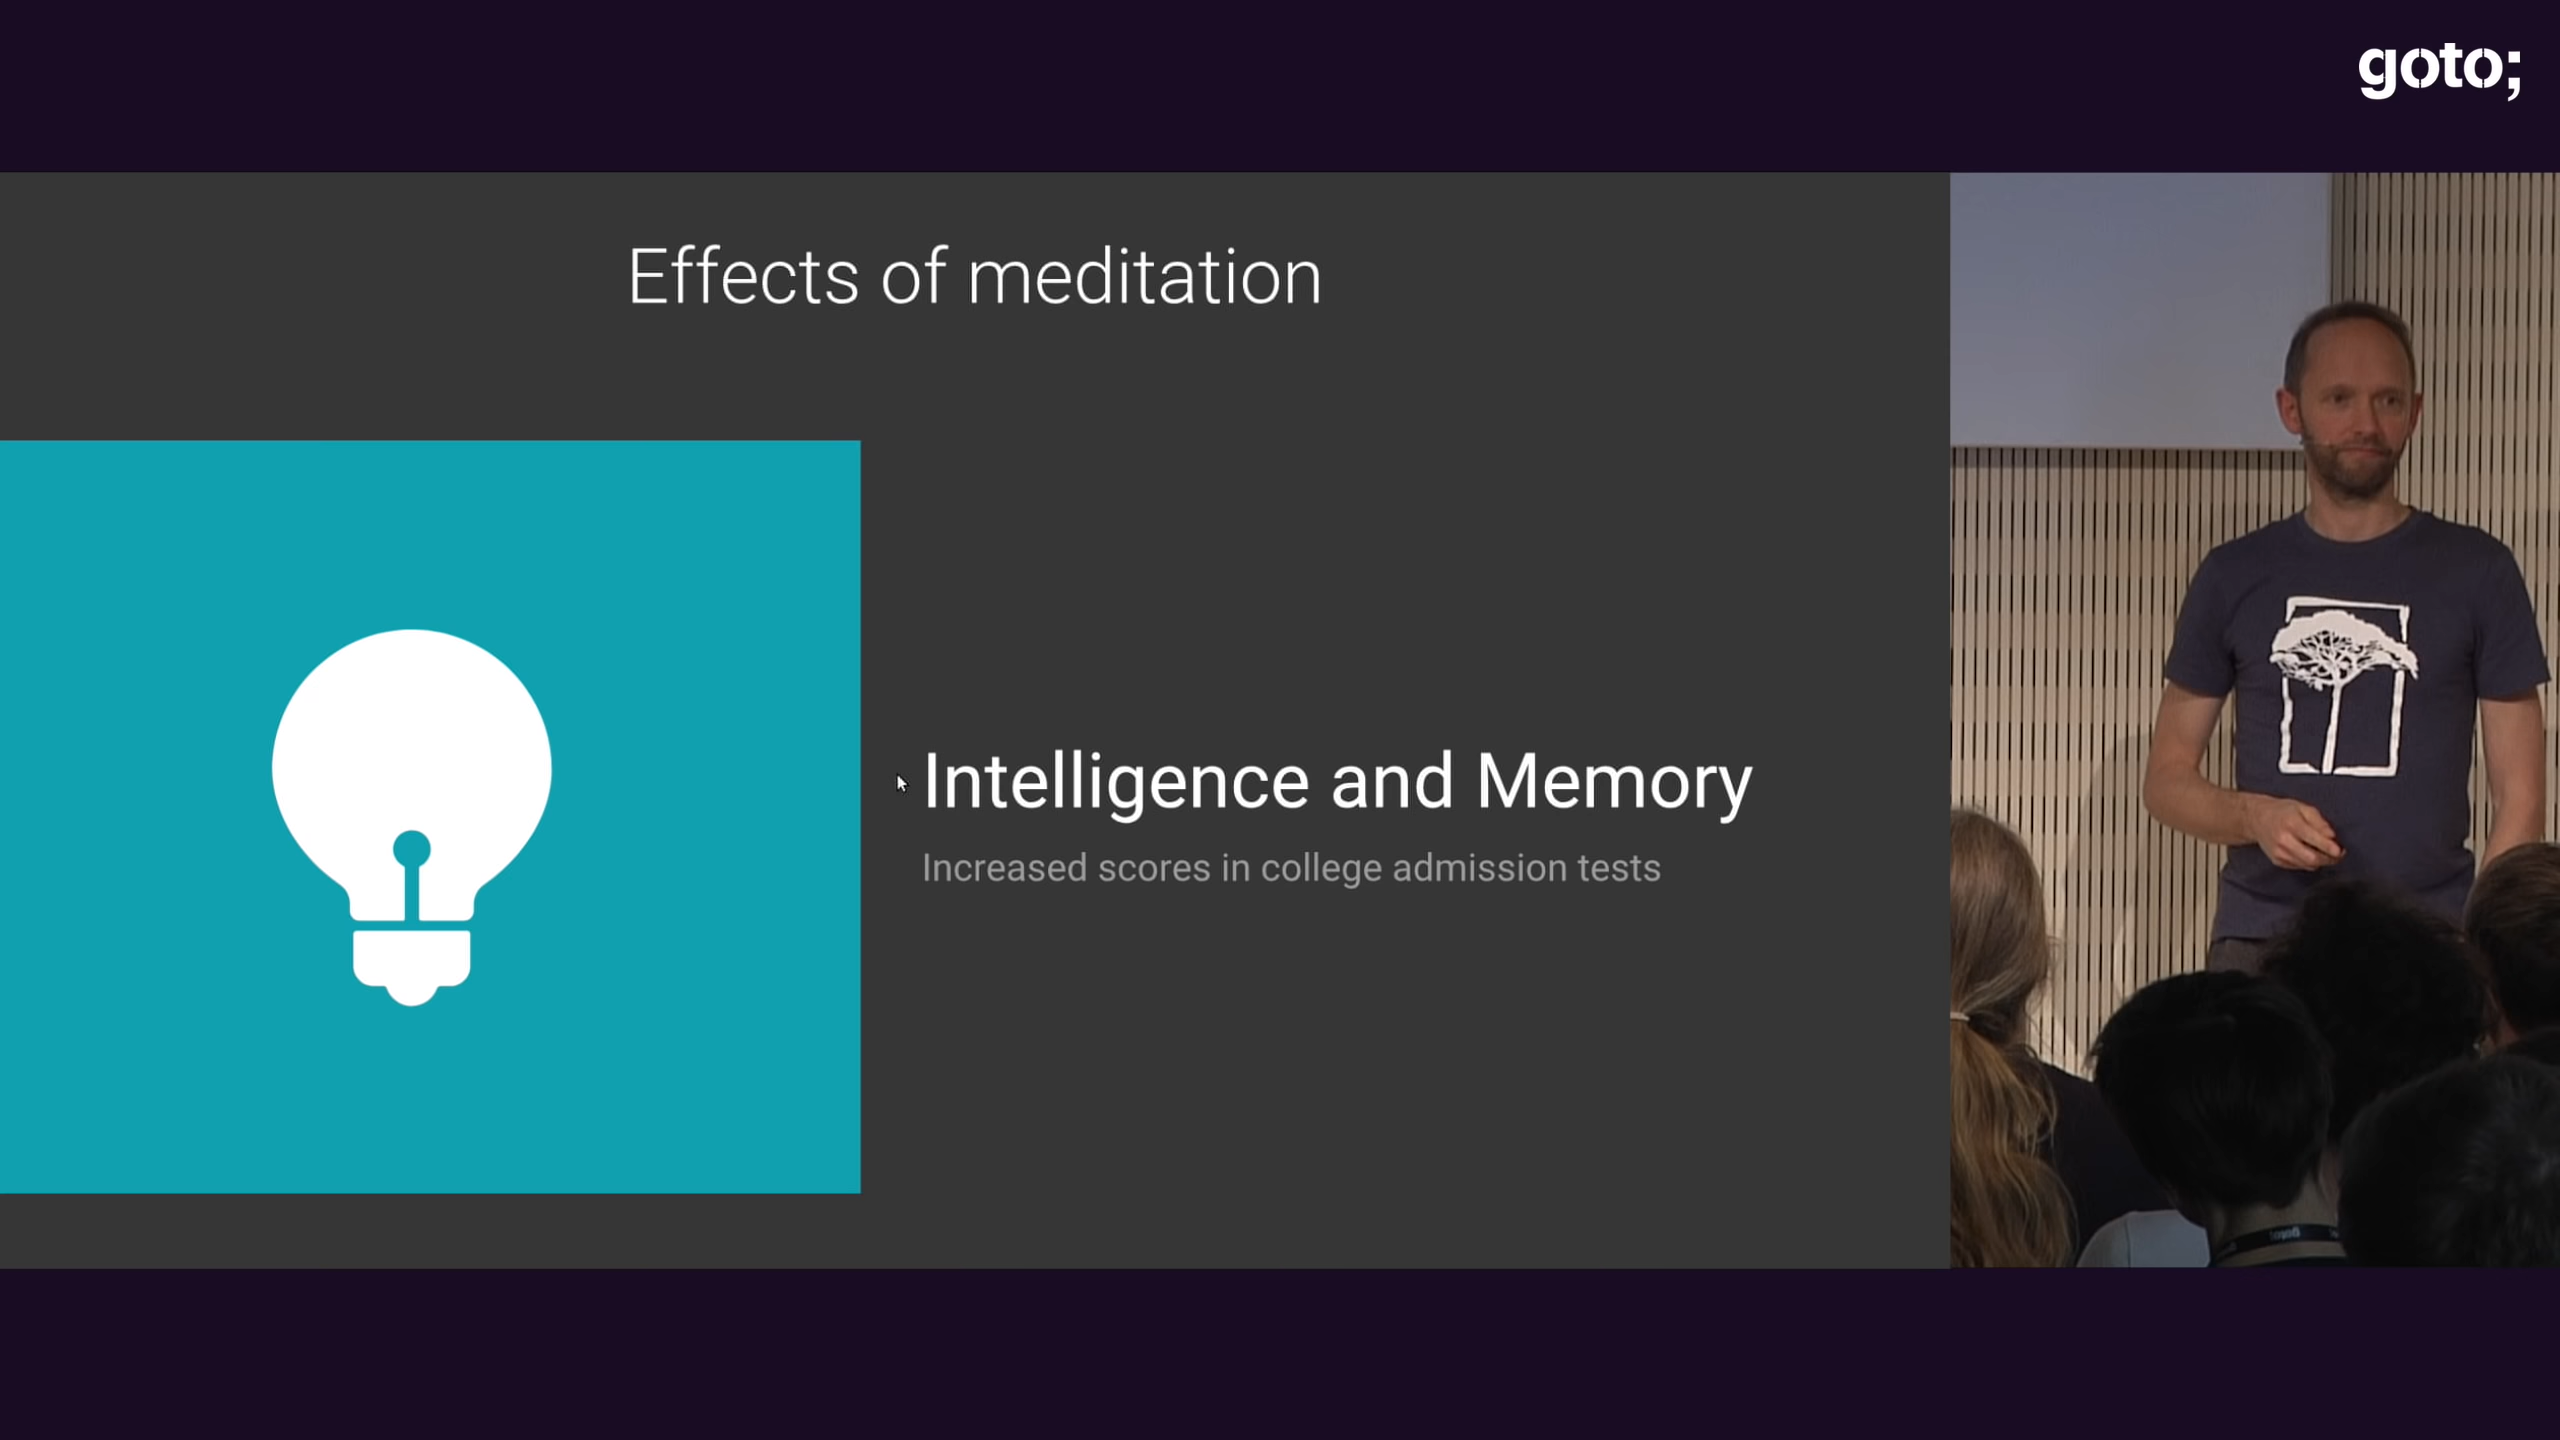 goto;
Effects of meditation
Intelligence and Memory
Increased scores in college admission tests